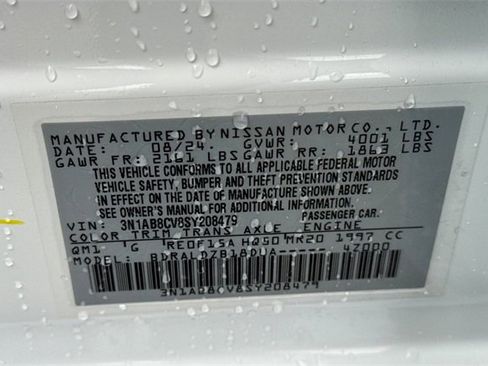 MANUFACTURED BY NISSAN MOTOR CO., LTD.
DATE: 08/24 GVWR: 4001 LBS
GAWR FR: 2161 LBS GAWR RR: 1863 LBS
THIS VEHICLE CONFORMS TO ALL APPLICABLE FEDERAL MOTOR
VEHICLE SAFETY, BUMPER AND THEFT PREVENTION STANDARDS
IN EFFECT ON THE DATE OF MANUFACTURE SHOWN ABOVE.
SEE OWNER'S MANUAL FOR ADDITIONAL INFORMATION.
VIN: 3N1AB8CV8SY208479 PASSENGER CAR
COLOR TRIM TRANS AXLE ENGINE
QM1 G RE0F15A HQ50 MR20 1997 CC
MODEL: BDRALDZB18DUA----- 4Z000
3N1AB8CV8SY208479